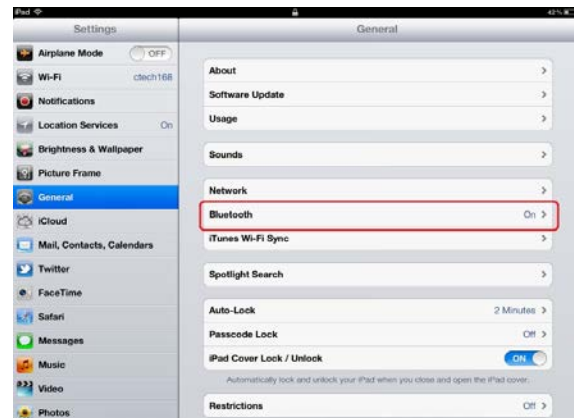 iPad 42%
Settings
Airplane Mode OFF
Wi-Fi ctech168
Notifications
Location Services On
Brightness & Wallpaper
Picture Frame
General
iCloud
Mail, Contacts, Calendars
Twitter
FaceTime
Safari
Messages
Music
Video
Photos
General
About
Software Update
Usage
Sounds
Network
Bluetooth On
iTunes Wi-Fi Sync
Spotlight Search
Auto-Lock 2 Minutes
Passcode Lock Off
iPad Cover Lock / Unlock ON
Automatically lock and unlock your iPad when you close and open the iPad cover.
Restrictions Off